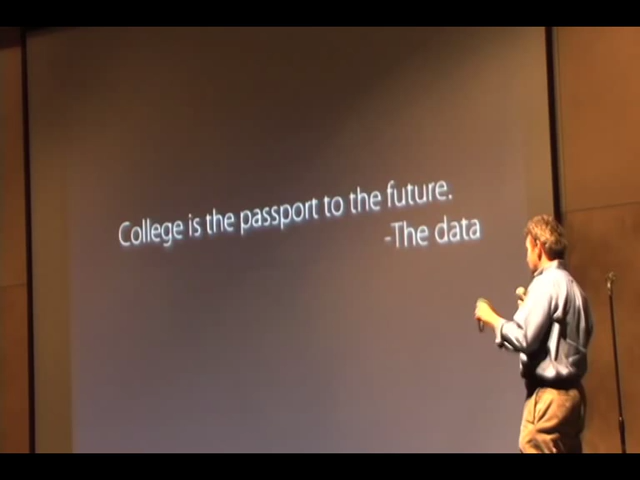 College is the passport to the future.
-The data